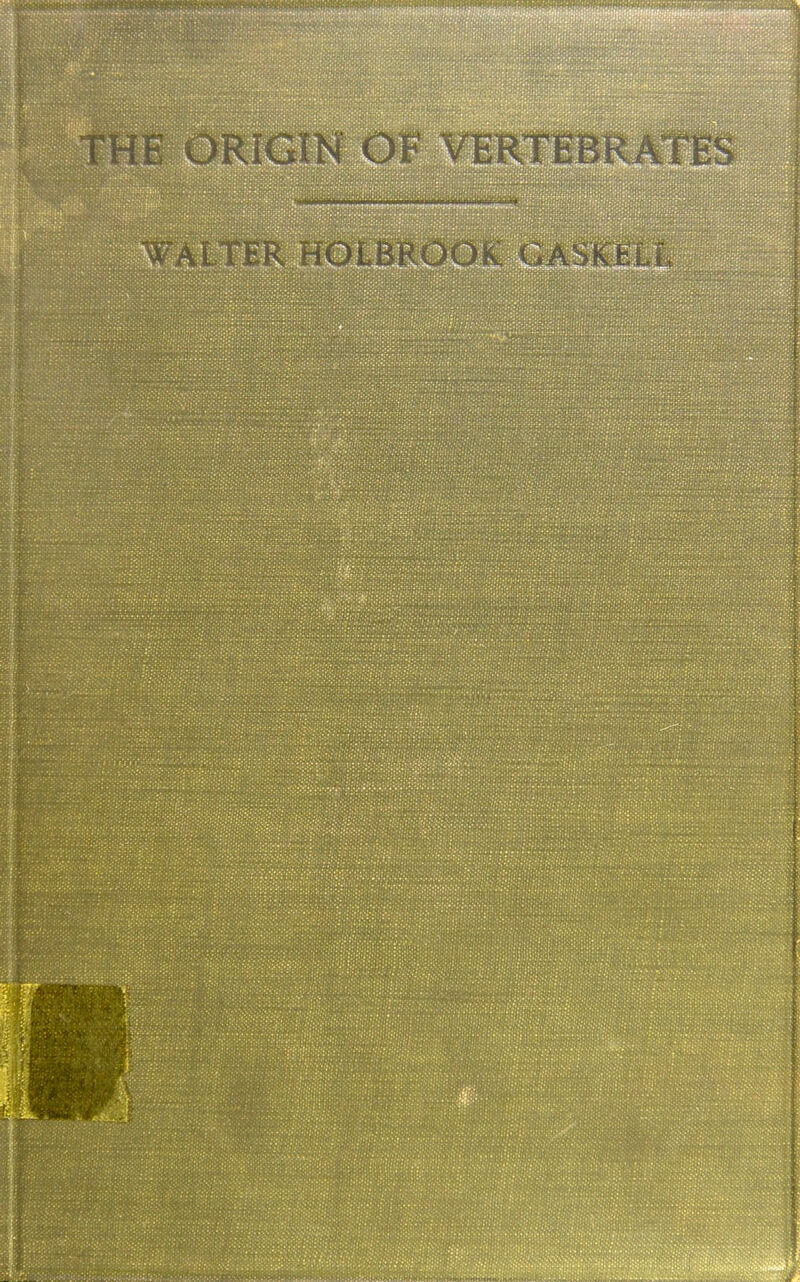 THE ORIGIN OF VERTEBRATES
WALTER HOLBROOK GASKELL